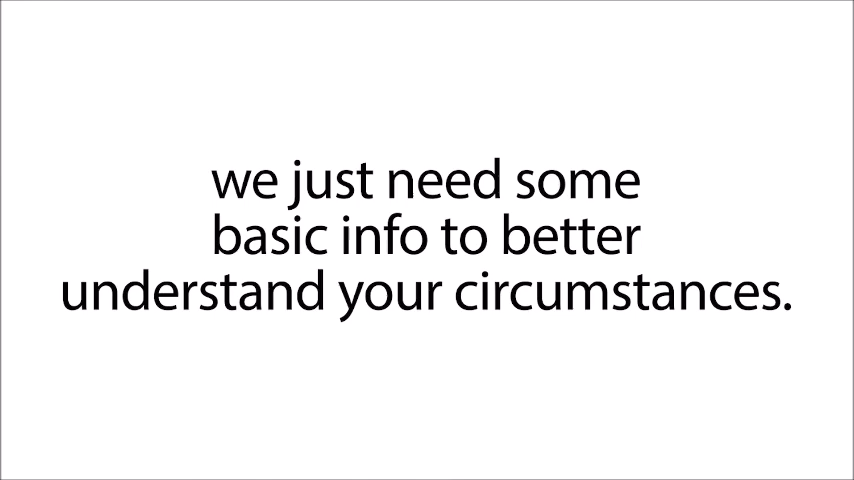 we just need some
basic info to better
understand your circumstances.